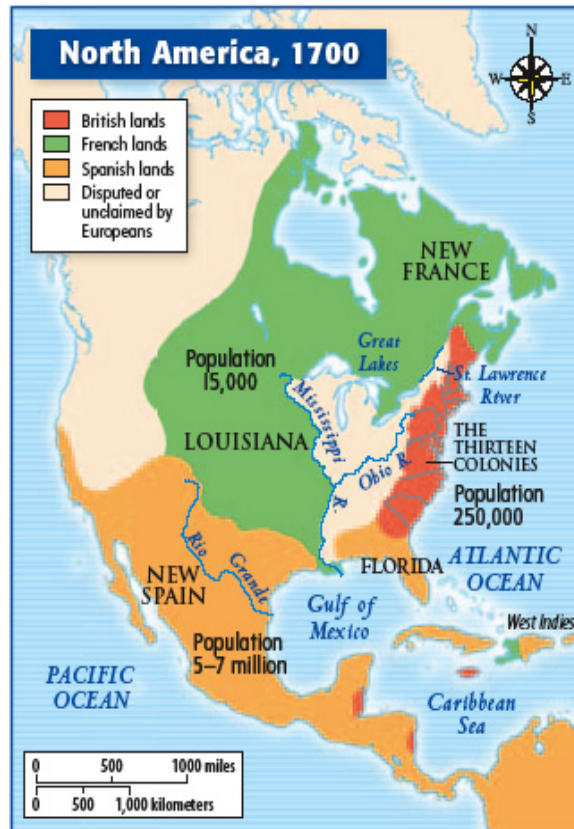 North America, 1700
N
W
E
S
British lands
French lands
Spanish lands
Disputed or
unclaimed by
Europeans
NEW
FRANCE
Great
Lakes
Population
15,000
St. Lawrence
River
Mississippi
R.
LOUISIANA
THE
THIRTEEN
COLONIES
Ohio R.
Population
250,000
Rio
Grande
FLORIDA
ATLANTIC
OCEAN
NEW
SPAIN
Gulf of
Mexico
West Indies
Population
5–7 million
PACIFIC
OCEAN
Caribbean
Sea
0 500 1000 miles
0 500 1,000 kilometers